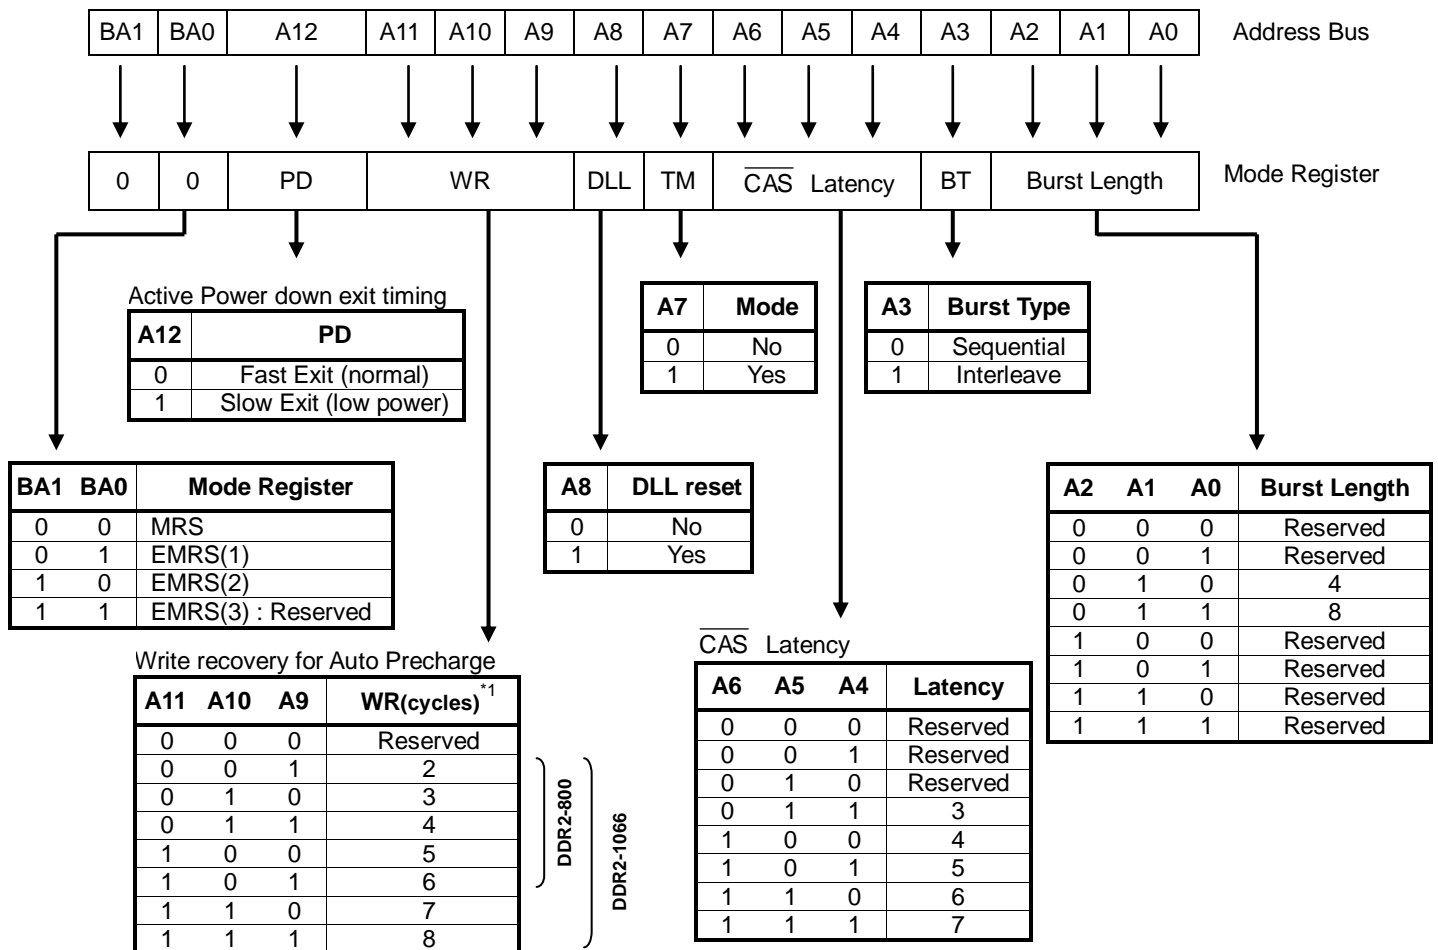 BA1 BA0 A12 A11 A10 A9 A8 A7 A6 A5 A4 A3 A2 A1 A0 Address Bus
0 0 PD WR DLL TM CAS Latency BT Burst Length Mode Register
Active Power down exit timing
A12 PD
0 Fast Exit (normal)
1 Slow Exit (low power)
A7 Mode
0 No
1 Yes
A3 Burst Type
0 Sequential
1 Interleave
BA1 BA0 Mode Register
0 0 MRS
0 1 EMRS(1)
1 0 EMRS(2)
1 1 EMRS(3) : Reserved
A8 DLL reset
0 No
1 Yes
A2 A1 A0 Burst Length
0 0 0 Reserved
0 0 1 Reserved
0 1 0 4
0 1 1 8
1 0 0 Reserved
1 0 1 Reserved
1 1 0 Reserved
1 1 1 Reserved
Write recovery for Auto Precharge
A11 A10 A9 WR(cycles)*1
0 0 0 Reserved
0 0 1 2
0 1 0 3
0 1 1 4
1 0 0 5
1 0 1 6
1 1 0 7
1 1 1 8
DDR2-800
DDR2-1066
CAS Latency
A6 A5 A4 Latency
0 0 0 Reserved
0 0 1 Reserved
0 1 0 Reserved
0 1 1 3
1 0 0 4
1 0 1 5
1 1 0 6
1 1 1 7